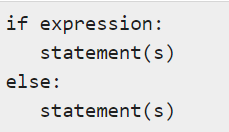 if expression:
   statement(s)
else:
   statement(s)